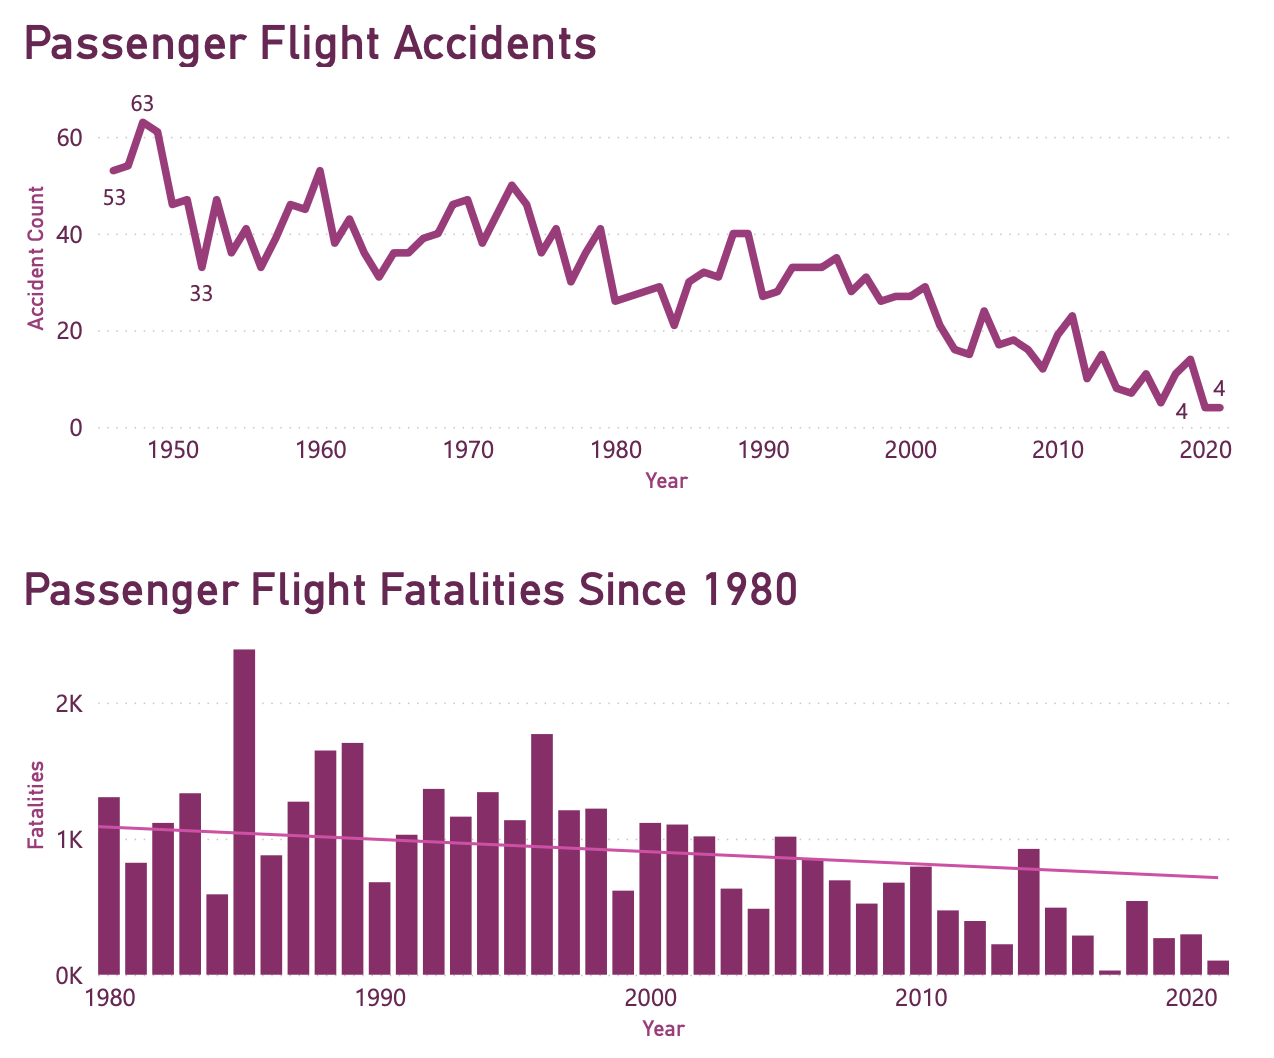 Passenger Flight Accidents
63
60
53
Accident Count
40
33
20
4
4
0
1950 1960 1970 1980 1990 2000 2010 2020
Year
Passenger Flight Fatalities Since 1980
2K
Fatalities
1K
0K
1980 1990 2000 2010 2020
Year